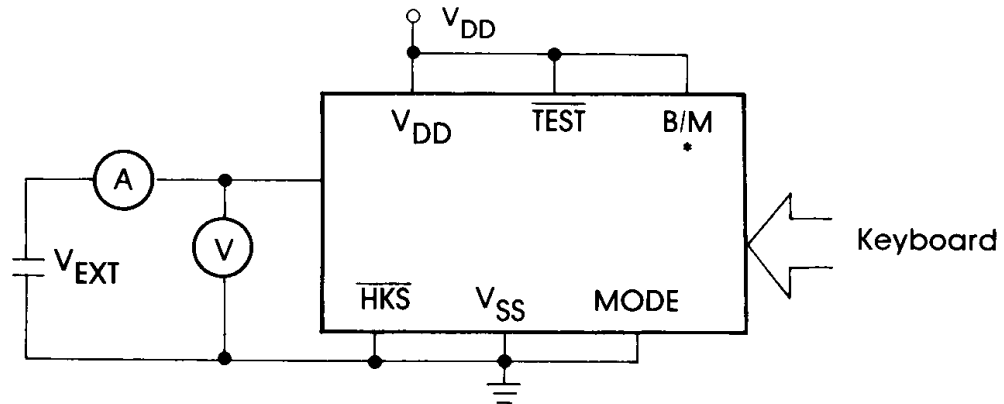 V_DD
V_DD TEST B/M
*
A
V
V_EXT
Keyboard
HKS V_SS MODE